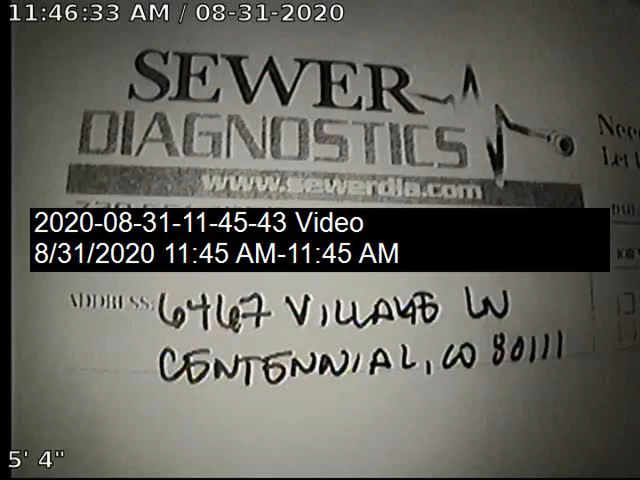 11:46:33 AM / 08-31-2020
SEWER
DIAGNOSTICS
www.sewerdia.com
2020-08-31-11-45-43 Video
8/31/2020 11:45 AM-11:45 AM
ADDRESS:
6467 VILLAGE LN
CENTENNIAL, CO 80111
5' 4"